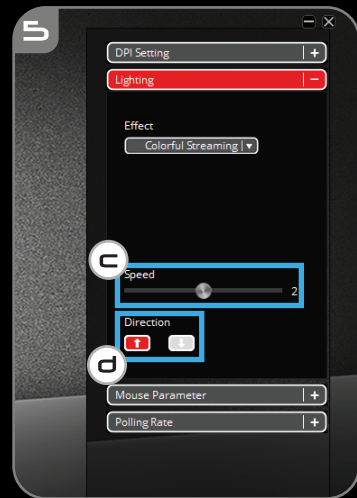 5
DPI Setting
Lighting
Effect
Colorful Streaming
c
Speed
2
Direction
d
Mouse Parameter
Polling Rate